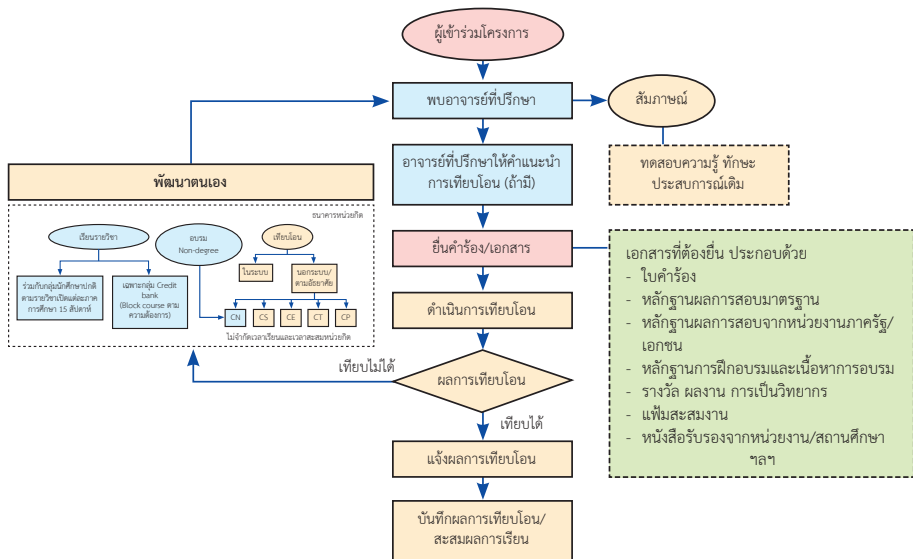 ผู้เข้าร่วมโครงการ
พบอาจารย์ที่ปรึกษา
สัมภาษณ์
อาจารย์ที่ปรึกษาให้คำแนะนำ
การเทียบโอน (ถ้ามี)
ทดสอบความรู้ ทักษะ
ประสบการณ์เดิม
พัฒนาตนเอง
ธนาคารหน่วยกิต
เรียนรายวิชา
อบรม
Non-degree
เทียบโอน
ร่วมกับกลุ่มนักศึกษาปกติ
ตามรายวิชาเปิดแต่ละภาค
การศึกษา 15 สัปดาห์
เฉพาะกลุ่ม Credit
bank
(Block course ตาม
ความต้องการ)
ในระบบ
นอกระบบ/
ตามอัธยาศัย
CN
CS
CE
CT
CP
ไม่จำกัดเวลาเรียนและเวลาสะสมหน่วยกิต
ยื่นคำร้อง/เอกสาร
เอกสารที่ต้องยื่น ประกอบด้วย
- ใบคำร้อง
- หลักฐานผลการสอบมาตรฐาน
- หลักฐานผลการสอบจากหน่วยงานภาครัฐ/
เอกชน
- หลักฐานการฝึกอบรมและเนื้อหาการอบรม
- รางวัล ผลงาน การเป็นวิทยากร
- แฟ้มสะสมงาน
- หนังสือรับรองจากหน่วยงาน/สถานศึกษา
ฯลฯ
ดำเนินการเทียบโอน
เทียบไม่ได้
ผลการเทียบโอน
เทียบได้
แจ้งผลการเทียบโอน
บันทึกผลการเทียบโอน/
สะสมผลการเรียน